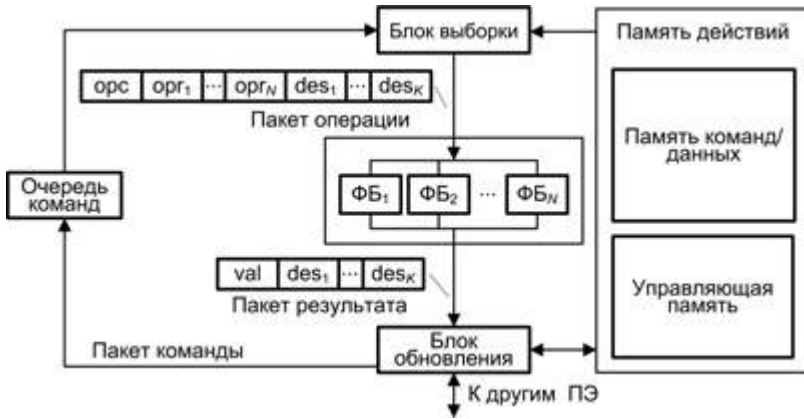 Блок выборки
Память действий
opc opr₁ ... oprN des₁ ... desK
Пакет операции
Память команд/
данных
Очередь
команд
ФБ₁ ФБ₂ ... ФБN
val des₁ ... desK
Пакет результата
Управляющая
память
Пакет команды
Блок
обновления
К другим ПЭ